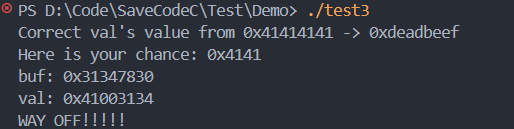 PS D:\Code\SaveCodeC\Test\Demo> ./test3
Correct val's value from 0x41414141 -> 0xdeadbeef
Here is your chance: 0x4141
buf: 0x31347830
val: 0x41003134
WAY OFF!!!!!